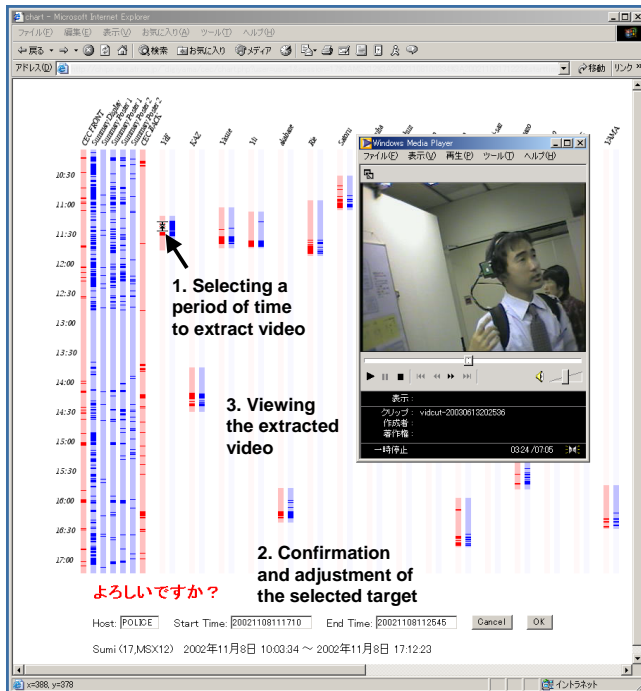 chart - Microsoft Internet Explorer
ファイル(F) 編集(E) 表示(V) お気に入り(A) ツール(T) ヘルプ(H)
戻る 検索 お気に入り メディア
アドレス(D) 移動 リンク »
CEC FRONT Summary Display Summary Poster 1 Summary Poster 2 Summary Poster 1 Summary Poster 2 CEC BACK
KAZ Yasue Satoru YAMA
Windows Media Player
ファイル(F) 表示(V) 再生(P) ツール(T) ヘルプ(H)
10:30
11:00
11:30
12:00
12:30
13:00
13:30
14:00
14:30
15:00
15:30
16:00
16:30
17:00
1. Selecting a
period of time
to extract video
3. Viewing
the extracted
video
表示:
クリップ: vidcut-20030613202536
作成者:
著作権:
一時停止 03:24 / 07:05
2. Confirmation
and adjustment of
the selected target
よろしいですか？
Host: POLICE Start Time: 20021108111710 End Time: 20021108112545 Cancel OK
Sumi (17,MSX12) 2002年11月8日 10:03:34 ～ 2002年11月8日 17:12:23
x=388, y=378 イントラネット